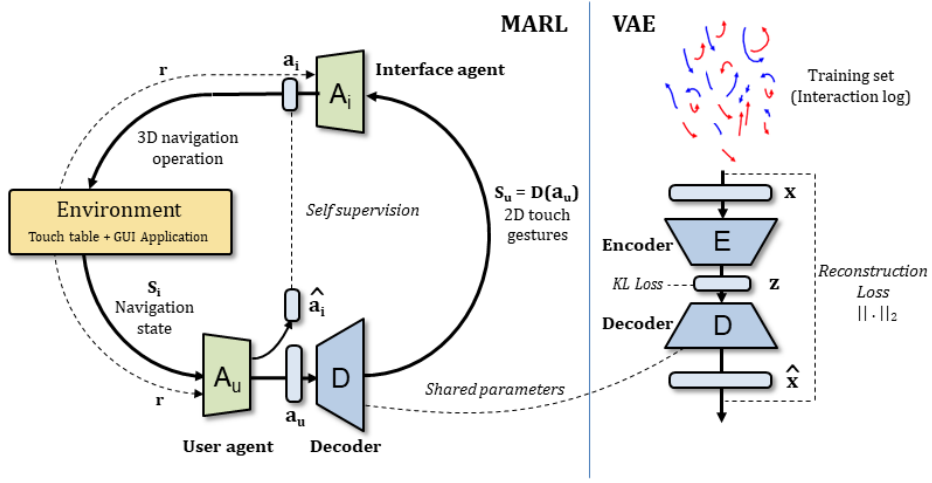 MARL
VAE
r
a_i
Interface agent
A_i
3D navigation
operation
Environment
Touch table + GUI Application
Self supervision
S_u = D(a_u)
2D touch
gestures
S_i
Navigation
state
â_i
A_u
r
a_u
D
User agent
Decoder
Shared parameters
Training set
(Interaction log)
x
Encoder
E
KL Loss
z
Reconstruction
Loss
|| . ||_2
Decoder
D
x̂